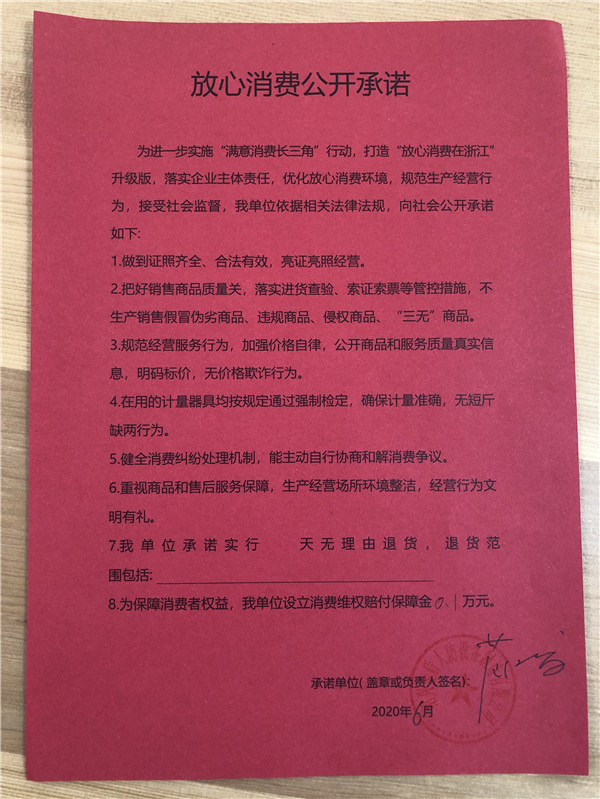 放心消费公开承诺
为进一步实施“满意消费长三角”行动，打造“放心消费在浙江”
升级版，落实企业主体责任，优化放心消费环境，规范生产经营行
为，接受社会监督，我单位依据相关法律法规，向社会公开承诺
如下:
1.做到证照齐全、合法有效，亮证亮照经营。
2.把好销售商品质量关，落实进货查验、索证索票等管控措施，不
生产销售假冒伪劣商品、违规商品、侵权商品、“三无”商品。
3.规范经营服务行为，加强价格自律，公开商品和服务质量真实信
息，明码标价，无价格欺诈行为。
4.在用的计量器具均按规定通过强制检定，确保计量准确，无短斤
缺两行为。
5.健全消费纠纷处理机制，能主动自行协商和解消费争议。
6.重视商品和售后服务保障，生产经营场所环境整洁，经营行为文
明有礼。
7.我单位承诺实行 天无理由退货，退货范
围包括:
8.为保障消费者权益，我单位设立消费维权赔付保障金0.1万元。
承诺单位(盖章或负责人签名):
2020年6月